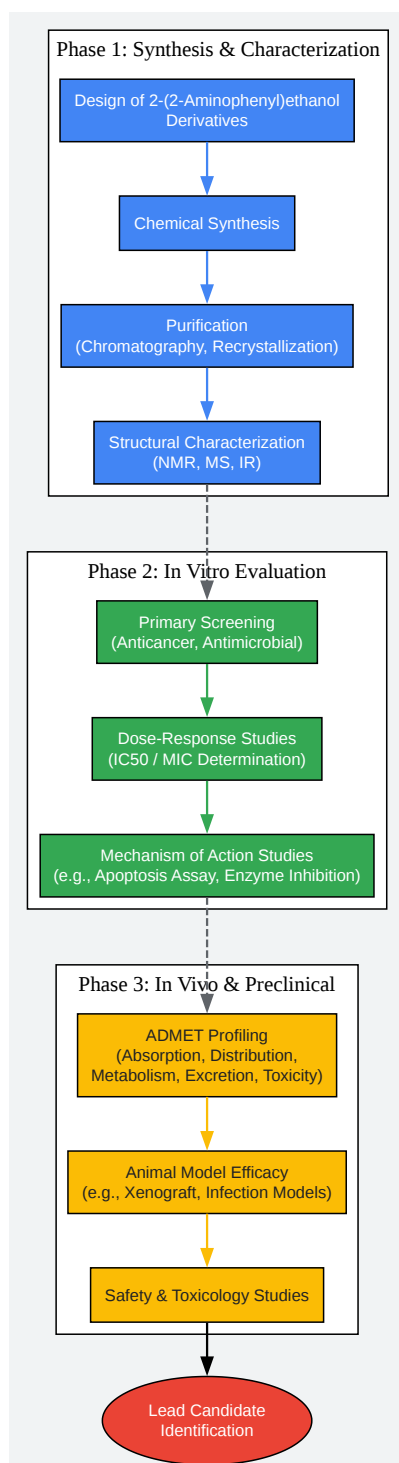 Phase 1: Synthesis & Characterization
Design of 2-(2-Aminophenyl)ethanol
Derivatives
Chemical Synthesis
Purification
(Chromatography, Recrystallization)
Structural Characterization
(NMR, MS, IR)
Phase 2: In Vitro Evaluation
Primary Screening
(Anticancer, Antimicrobial)
Dose-Response Studies
(IC50 / MIC Determination)
Mechanism of Action Studies
(e.g., Apoptosis Assay, Enzyme Inhibition)
Phase 3: In Vivo & Preclinical
ADMET Profiling
(Absorption, Distribution,
Metabolism, Excretion, Toxicity)
Animal Model Efficacy
(e.g., Xenograft, Infection Models)
Safety & Toxicology Studies
Lead Candidate
Identification